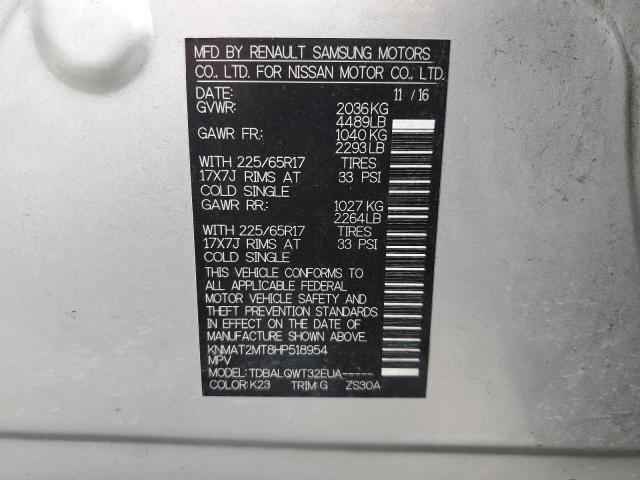 MFD BY RENAULT SAMSUNG MOTORS
CO., LTD. FOR NISSAN MOTOR CO., LTD.
DATE: 11 / 16
GVWR: 2036KG
4489LB
GAWR FR: 1040KG
2293LB
WITH 225/65R17 TIRES
17X7J RIMS AT 33 PSI
COLD SINGLE
GAWR RR: 1027KG
2264LB
WITH 225/65R17 TIRES
17X7J RIMS AT 33 PSI
COLD SINGLE
THIS VEHICLE CONFORMS TO
ALL APPLICABLE FEDERAL
MOTOR VEHICLE SAFETY AND
THEFT PREVENTION STANDARDS
IN EFFECT ON THE DATE OF
MANUFACTURE SHOWN ABOVE.
KNMAT2MT8HP518954
MPV
MODEL: TDBALQWT32EUA-----
COLOR: K23 TRIM: G ZS30A